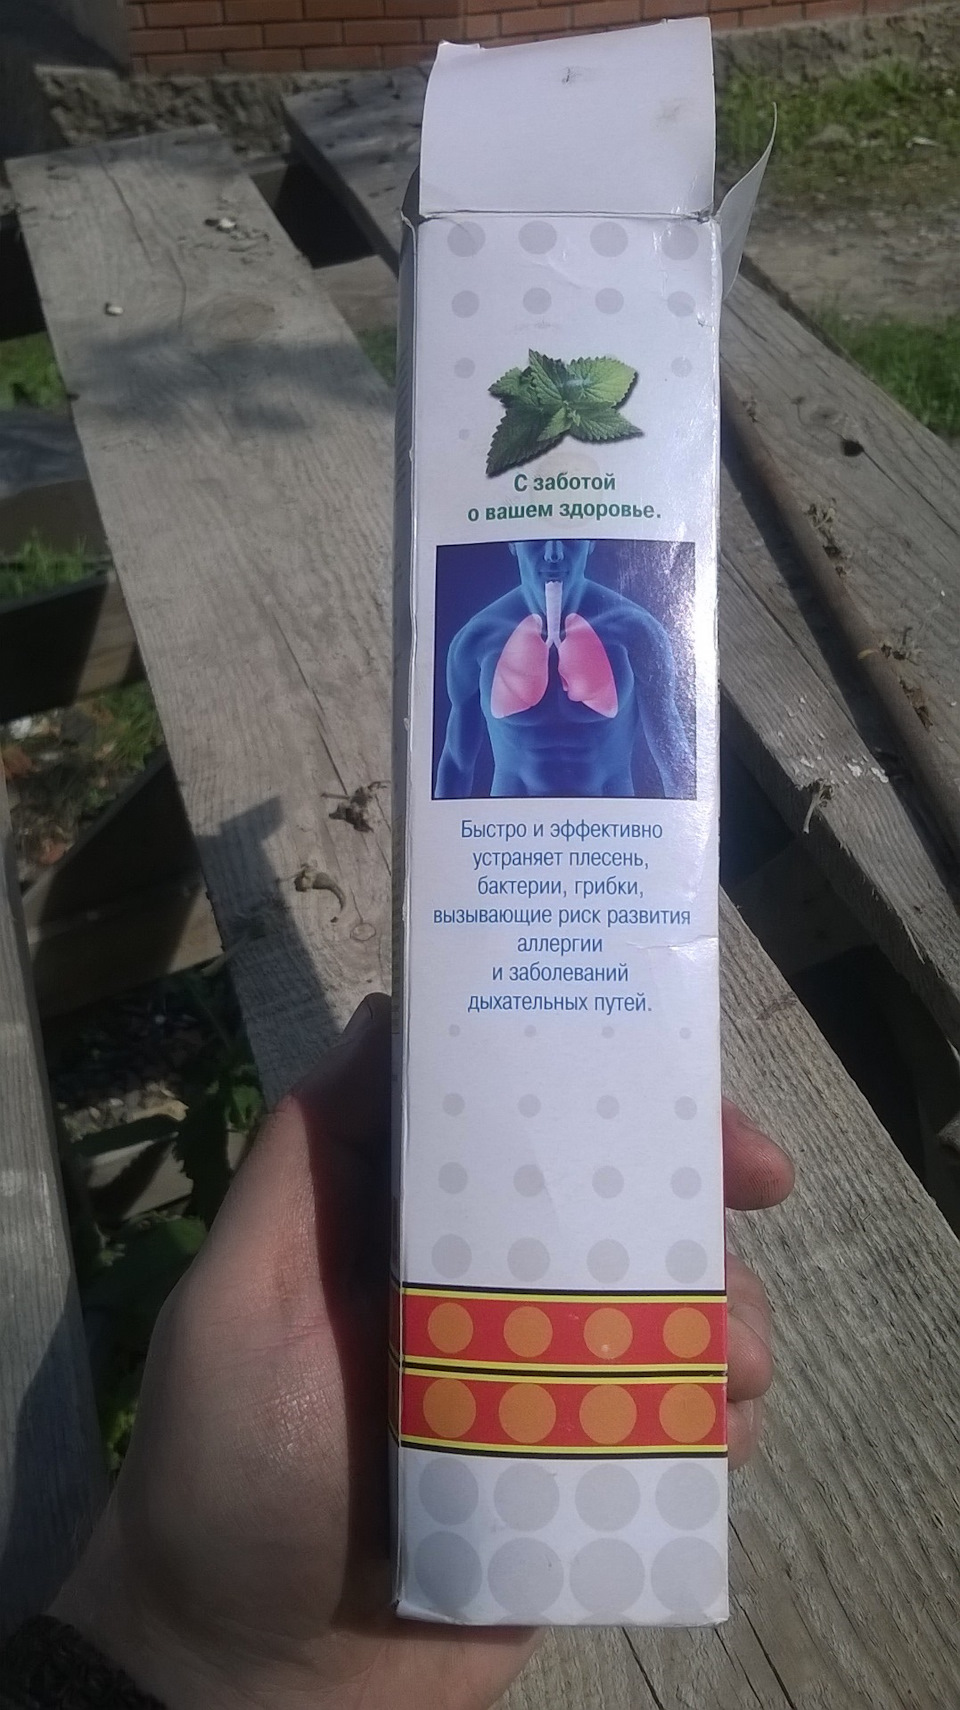 С заботой
о вашем здоровье.
Быстро и эффективно
устраняет плесень,
бактерии, грибки,
вызывающие риск развития
аллергии
и заболеваний
дыхательных путей.